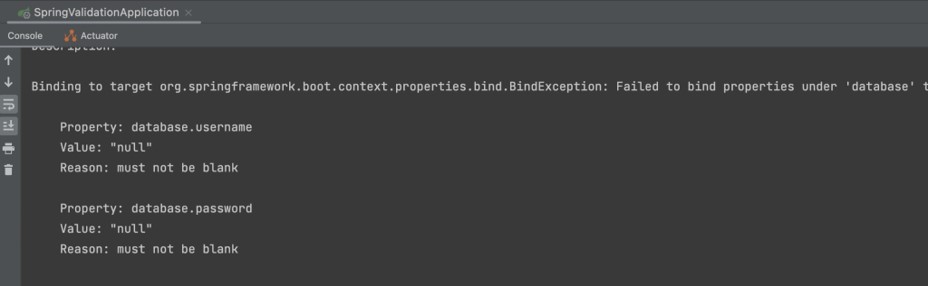 SpringValidationApplication
Console Actuator
Description:
Binding to target org.springframework.boot.context.properties.bind.BindException: Failed to bind properties under 'database' t
Property: database.username
Value: "null"
Reason: must not be blank
Property: database.password
Value: "null"
Reason: must not be blank